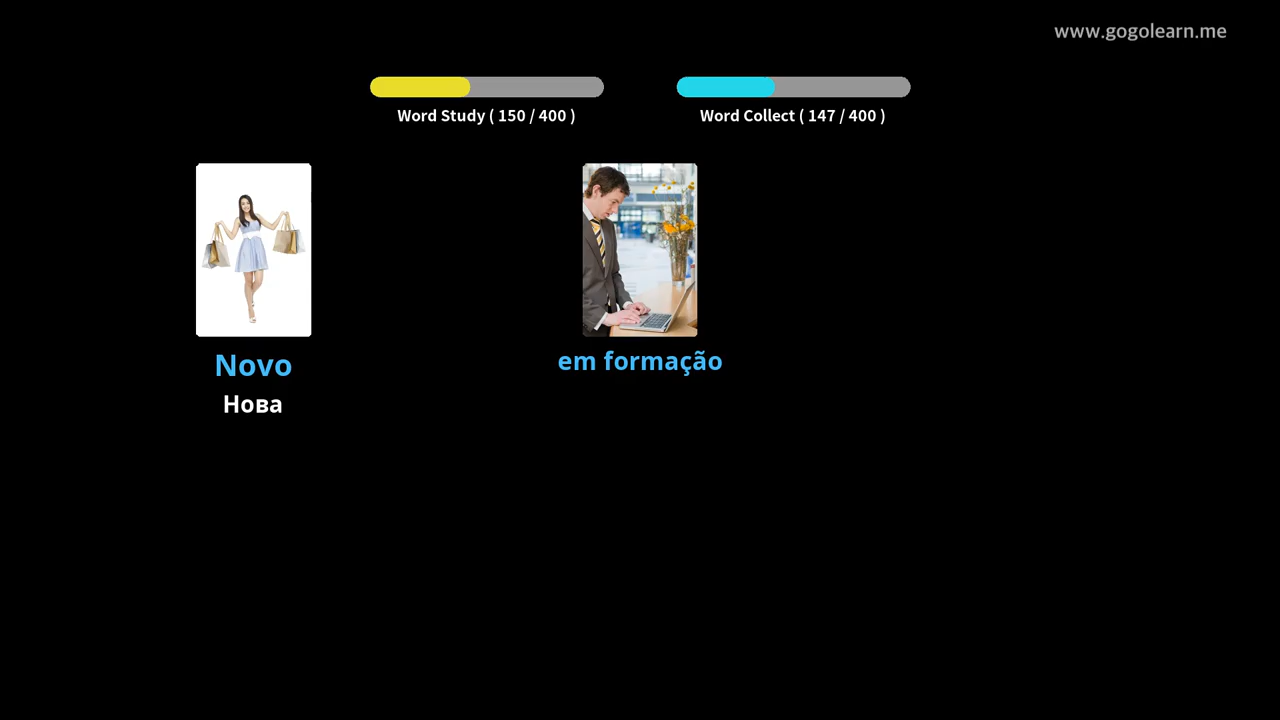 www.gogolearn.me
Word Study ( 150 / 400 )
Word Collect ( 147 / 400 )
Novo
Нова
em formação